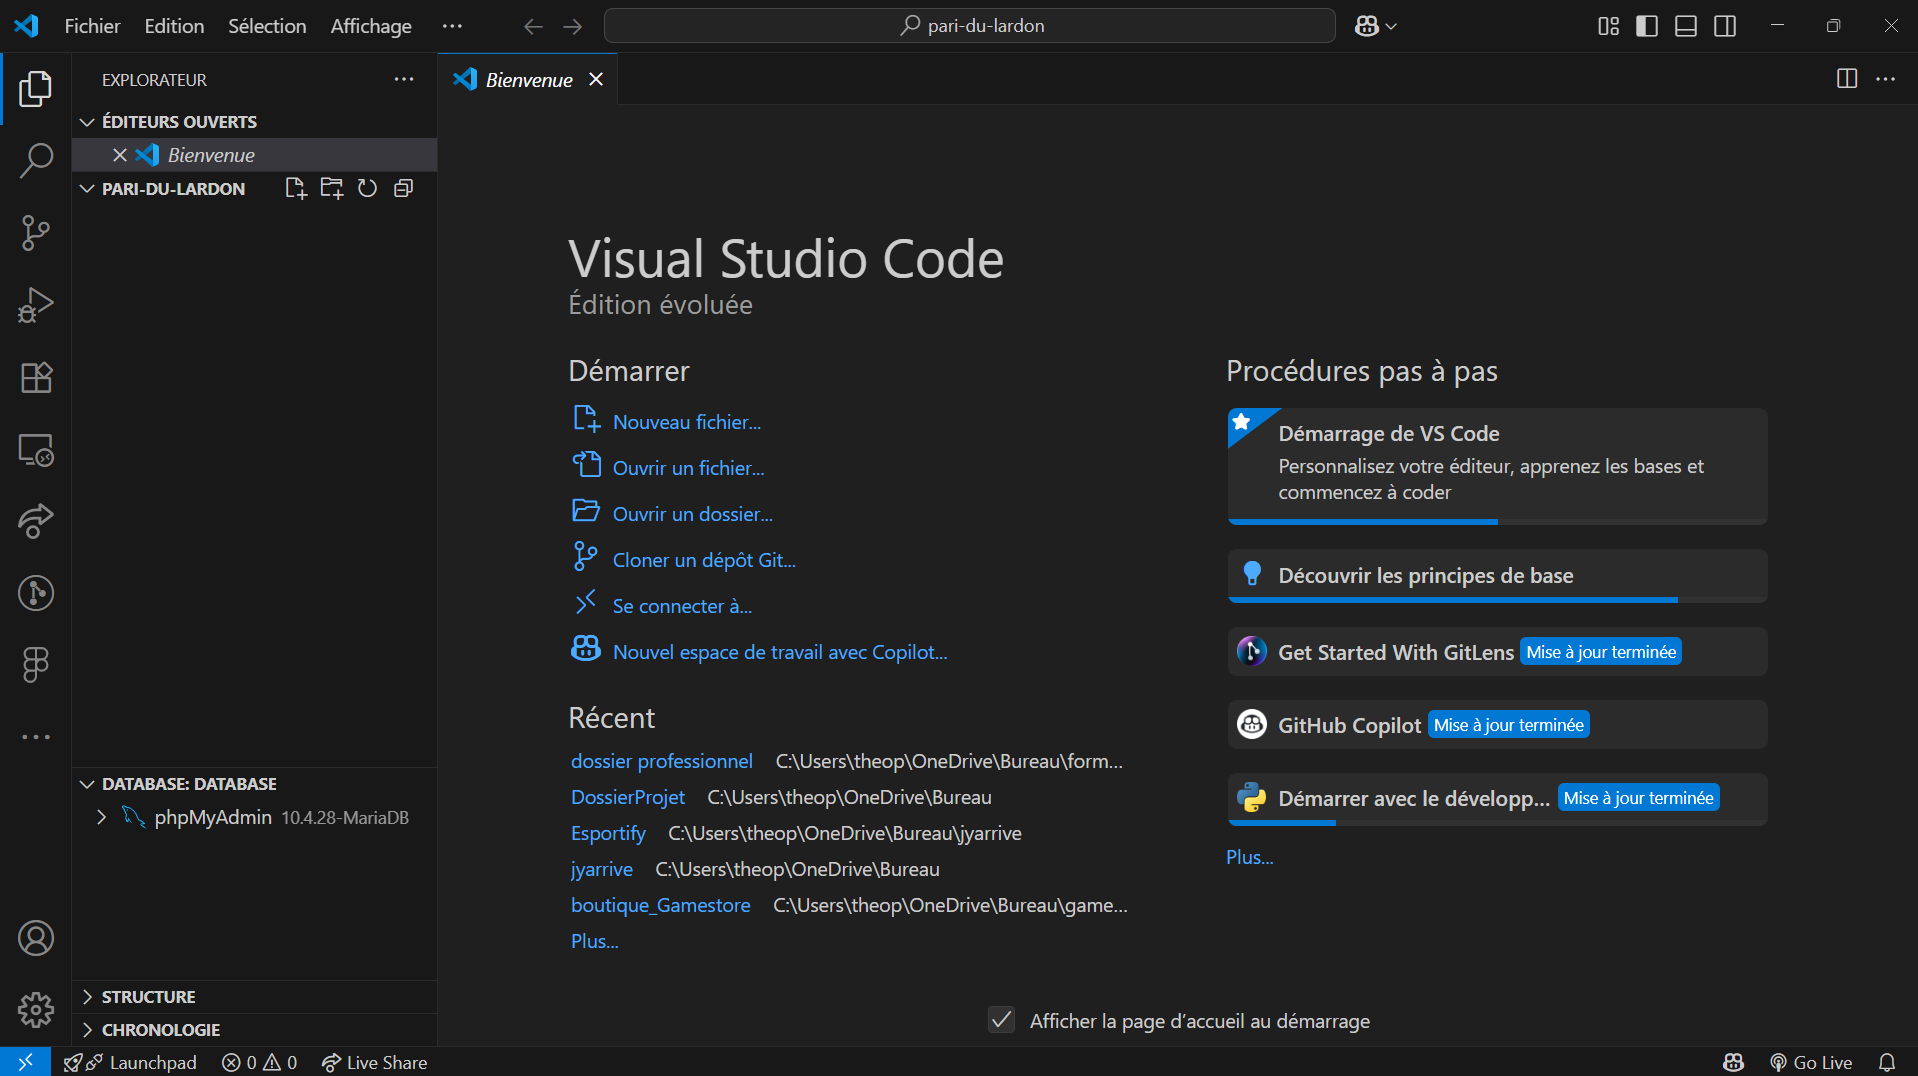 Fichier Edition Sélection Affichage ··· pari-du-lardon
EXPLORATEUR
Bienvenue
ÉDITEURS OUVERTS
Bienvenue
PARI-DU-LARDON
Visual Studio Code
Édition évoluée
Démarrer
Nouveau fichier...
Ouvrir un fichier...
Ouvrir un dossier...
Cloner un dépôt Git...
Se connecter à...
Nouvel espace de travail avec Copilot...
Récent
dossier professionnel C:\Users\theop\OneDrive\Bureau\form...
DossierProjet C:\Users\theop\OneDrive\Bureau
Esportify C:\Users\theop\OneDrive\Bureau\jyarrive
jyarrive C:\Users\theop\OneDrive\Bureau
boutique_Gamestore C:\Users\theop\OneDrive\Bureau\game...
Plus...
Procédures pas à pas
Démarrage de VS Code
Personnalisez votre éditeur, apprenez les bases et
commencez à coder
Découvrir les principes de base
Get Started With GitLens Mise à jour terminée
GitHub Copilot Mise à jour terminée
Démarrer avec le développ... Mise à jour terminée
Plus...
DATABASE: DATABASE
phpMyAdmin 10.4.28-MariaDB
STRUCTURE
CHRONOLOGIE
Afficher la page d’accueil au démarrage
Launchpad 0 0 Live Share Go Live